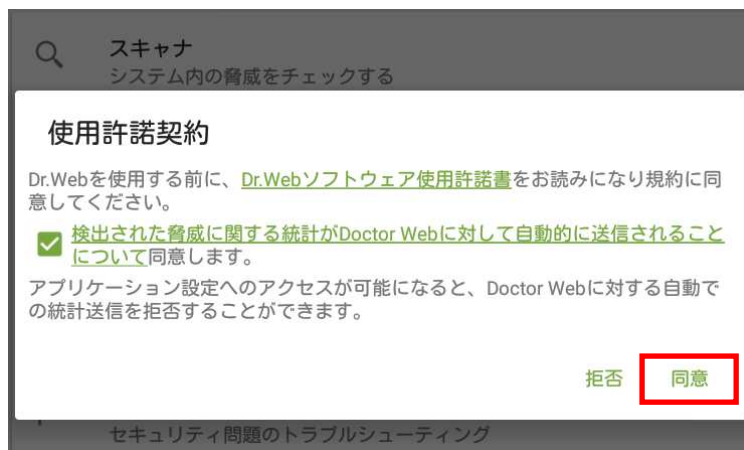 スキャナ
システム内の脅威をチェックする
使用許諾契約
Dr.Webを使用する前に、Dr.Webソフトウェア使用許諾書をお読みになり規約に同
意してください。
検出された脅威に関する統計がDoctor Webに対して自動的に送信されること
について同意します。
アプリケーション設定へのアクセスが可能になると、Doctor Webに対する自動で
の統計送信を拒否することができます。
拒否 同意
セキュリティ問題のトラブルシューティング